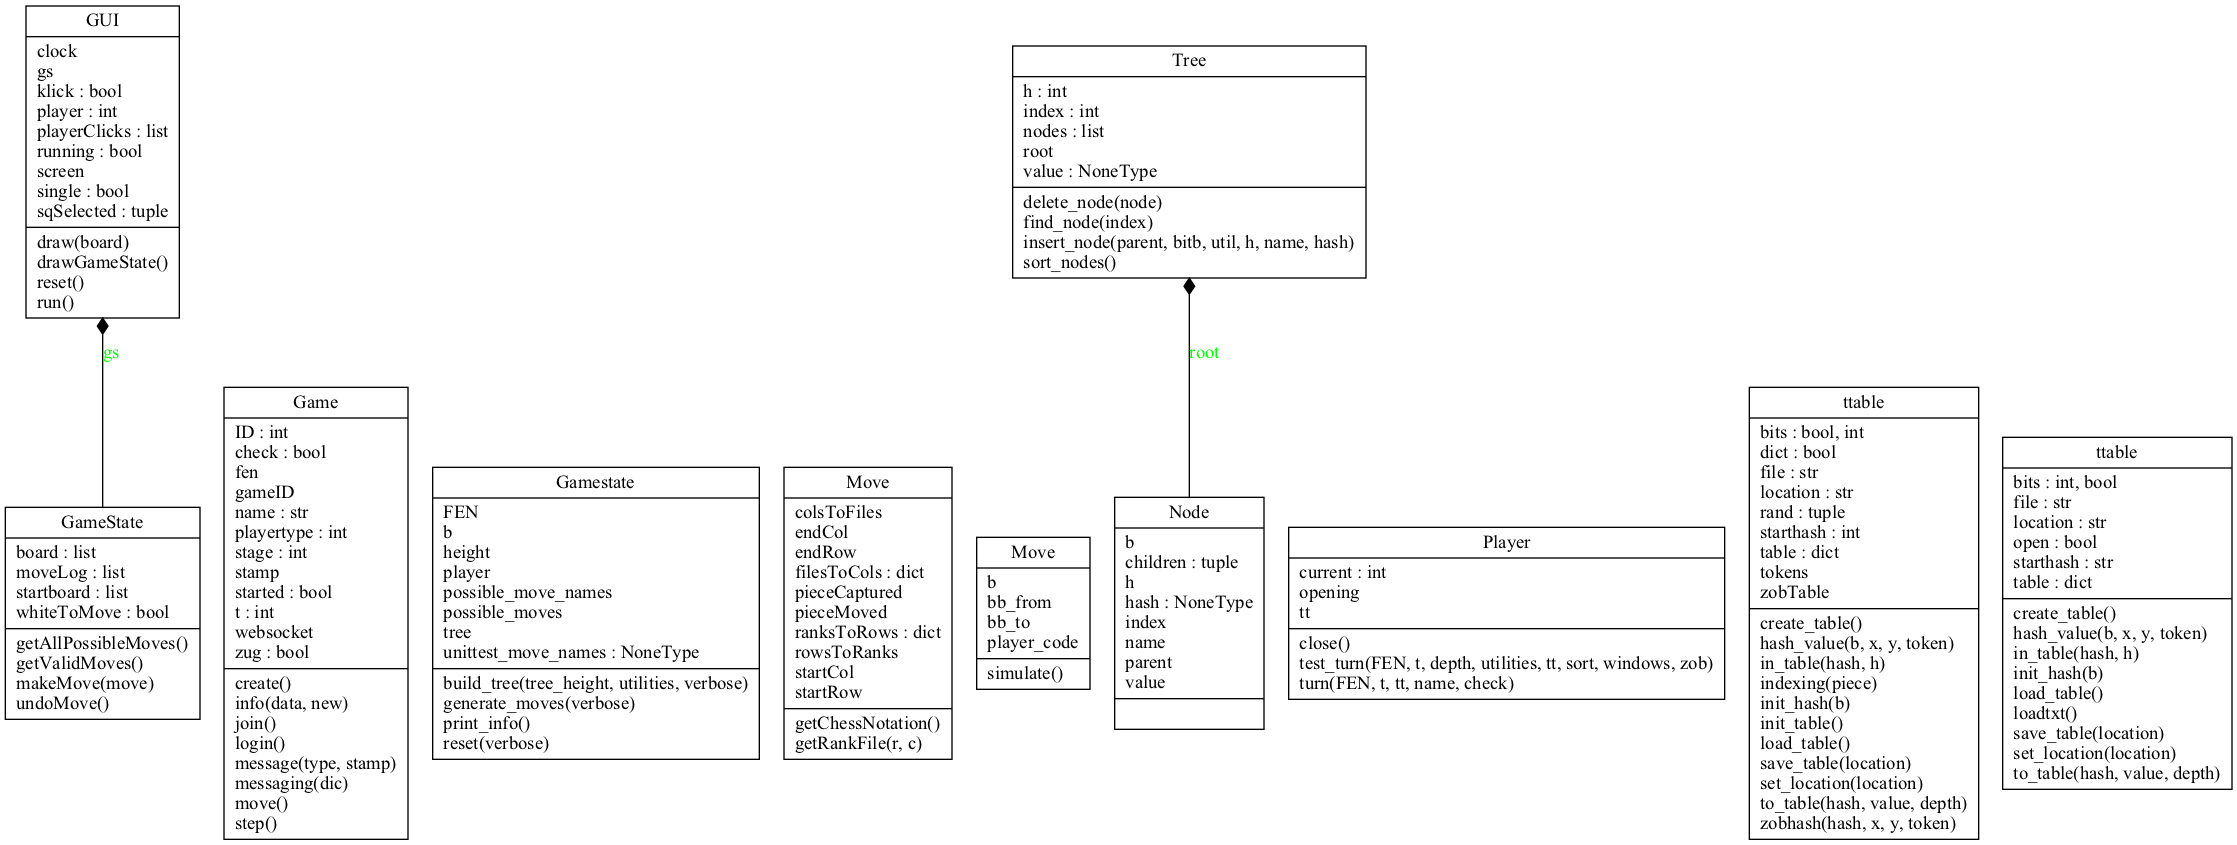 GUI
clock
gs
klick : bool
player : int
playerClicks : list
running : bool
screen
single : bool
sqSelected : tuple
draw(board)
drawGameState()
reset()
run()
gs
GameState
board : list
moveLog : list
startboard : list
whiteToMove : bool
getAllPossibleMoves()
getValidMoves()
makeMove(move)
undoMove()
Game
ID : int
check : bool
fen
gameID
name : str
playertype : int
stage : int
stamp
started : bool
t : int
websocket
zug : bool
create()
info(data, new)
join()
login()
message(type, stamp)
messaging(dic)
move()
step()
Gamestate
FEN
b
height
player
possible_move_names
possible_moves
tree
unittest_move_names : NoneType
build_tree(tree_height, utilities, verbose)
generate_moves(verbose)
print_info()
reset(verbose)
Move
colsToFiles
endCol
endRow
filesToCols : dict
pieceCaptured
pieceMoved
ranksToRows : dict
rowsToRanks
startCol
startRow
getChessNotation()
getRankFile(r, c)
Move
b
bb_from
bb_to
player_code
simulate()
Tree
h : int
index : int
nodes : list
root
value : NoneType
delete_node(node)
find_node(index)
insert_node(parent, bitb, util, h, name, hash)
sort_nodes()
root
Node
b
children : tuple
h
hash : NoneType
index
name
parent
value
Player
current : int
opening
tt
close()
test_turn(FEN, t, depth, utilities, tt, sort, windows, zob)
turn(FEN, t, tt, name, check)
ttable
bits : bool, int
dict : bool
file : str
location : str
rand : tuple
starthash : int
table : dict
tokens
zobTable
create_table()
hash_value(b, x, y, token)
in_table(hash, h)
indexing(piece)
init_hash(b)
init_table()
load_table()
save_table(location)
set_location(location)
to_table(hash, value, depth)
zobhash(hash, x, y, token)
ttable
bits : int, bool
file : str
location : str
open : bool
starthash : str
table : dict
create_table()
hash_value(b, x, y, token)
in_table(hash, h)
init_hash(b)
load_table()
loadtxt()
save_table(location)
set_location(location)
to_table(hash, value, depth)